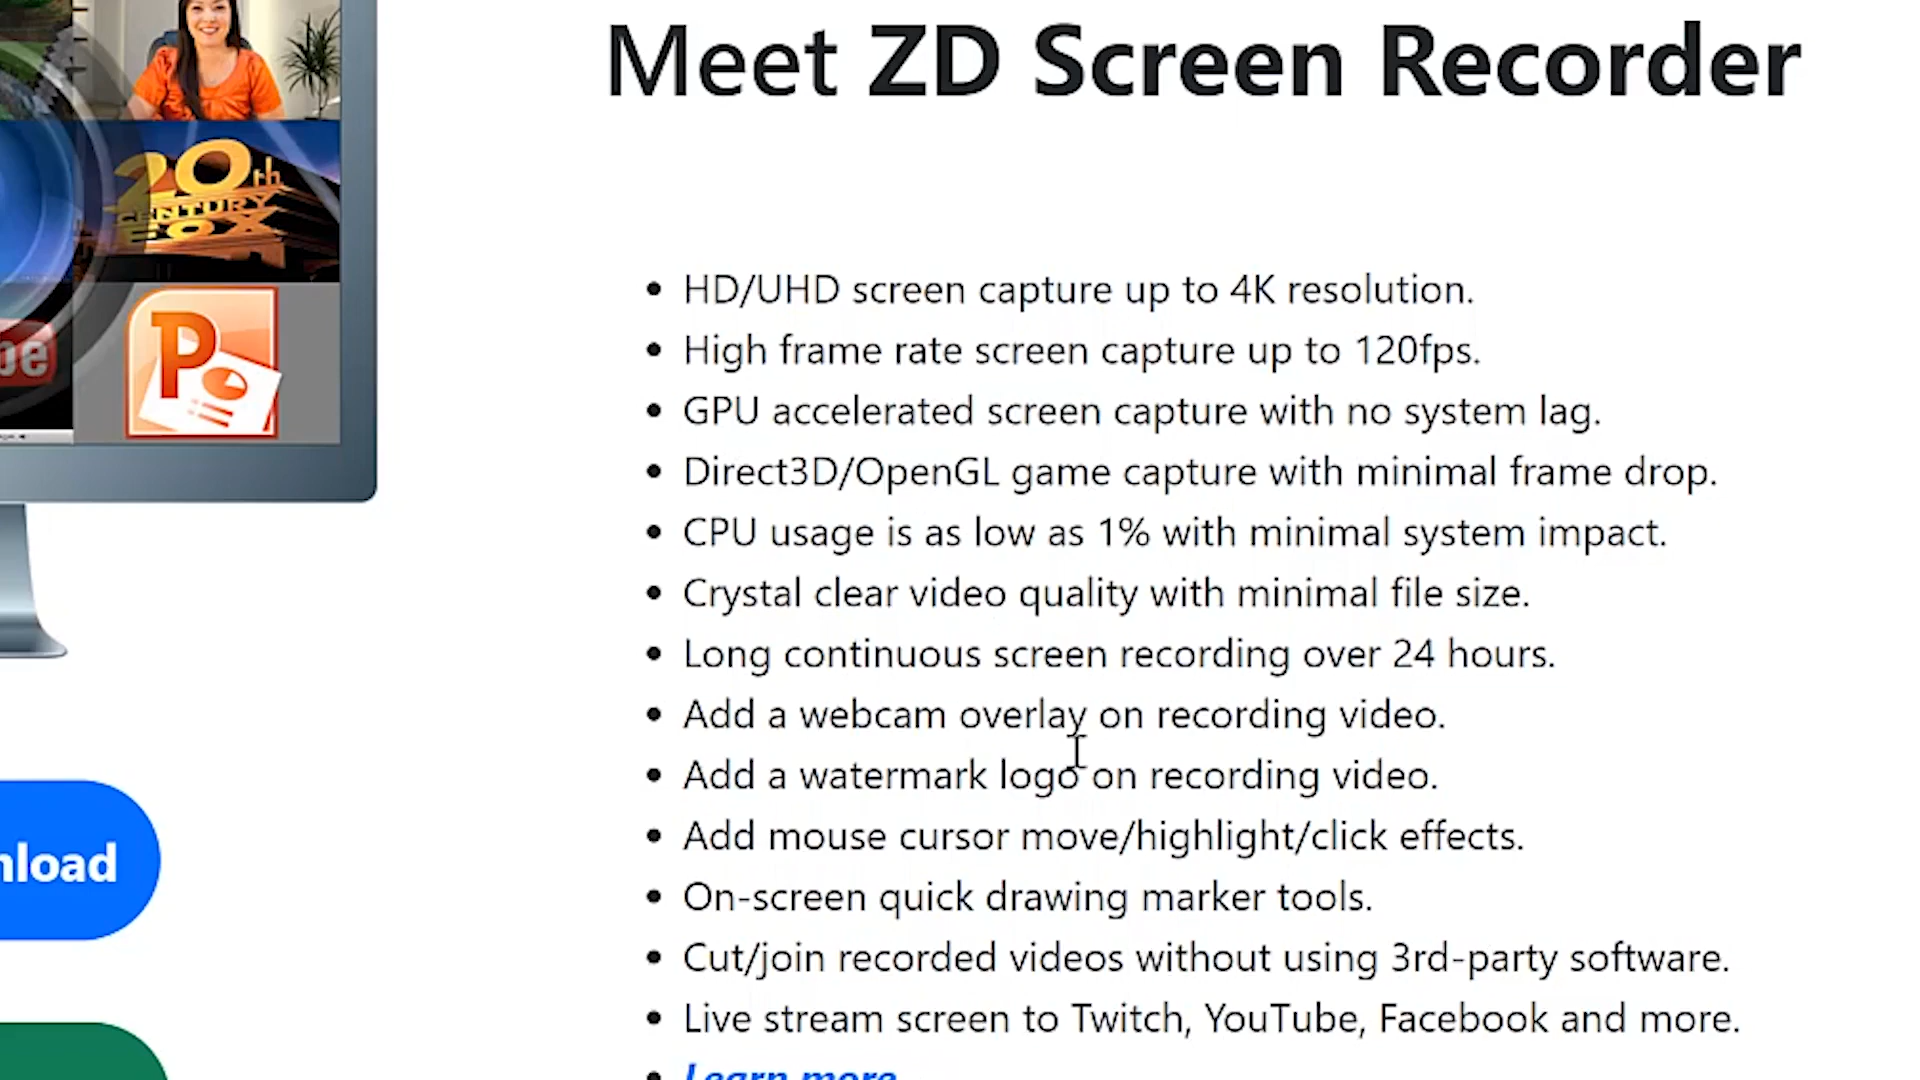 Meet ZD Screen Recorder
20th
CENTURY
FOX
be
P
HD/UHD screen capture up to 4K resolution.
High frame rate screen capture up to 120fps.
GPU accelerated screen capture with no system lag.
Direct3D/OpenGL game capture with minimal frame drop.
CPU usage is as low as 1% with minimal system impact.
Crystal clear video quality with minimal file size.
Long continuous screen recording over 24 hours.
Add a webcam overlay on recording video.
Add a watermark logo on recording video.
Add mouse cursor move/highlight/click effects.
On-screen quick drawing marker tools.
Cut/join recorded videos without using 3rd-party software.
Live stream screen to Twitch, YouTube, Facebook and more.
Learn more
nload